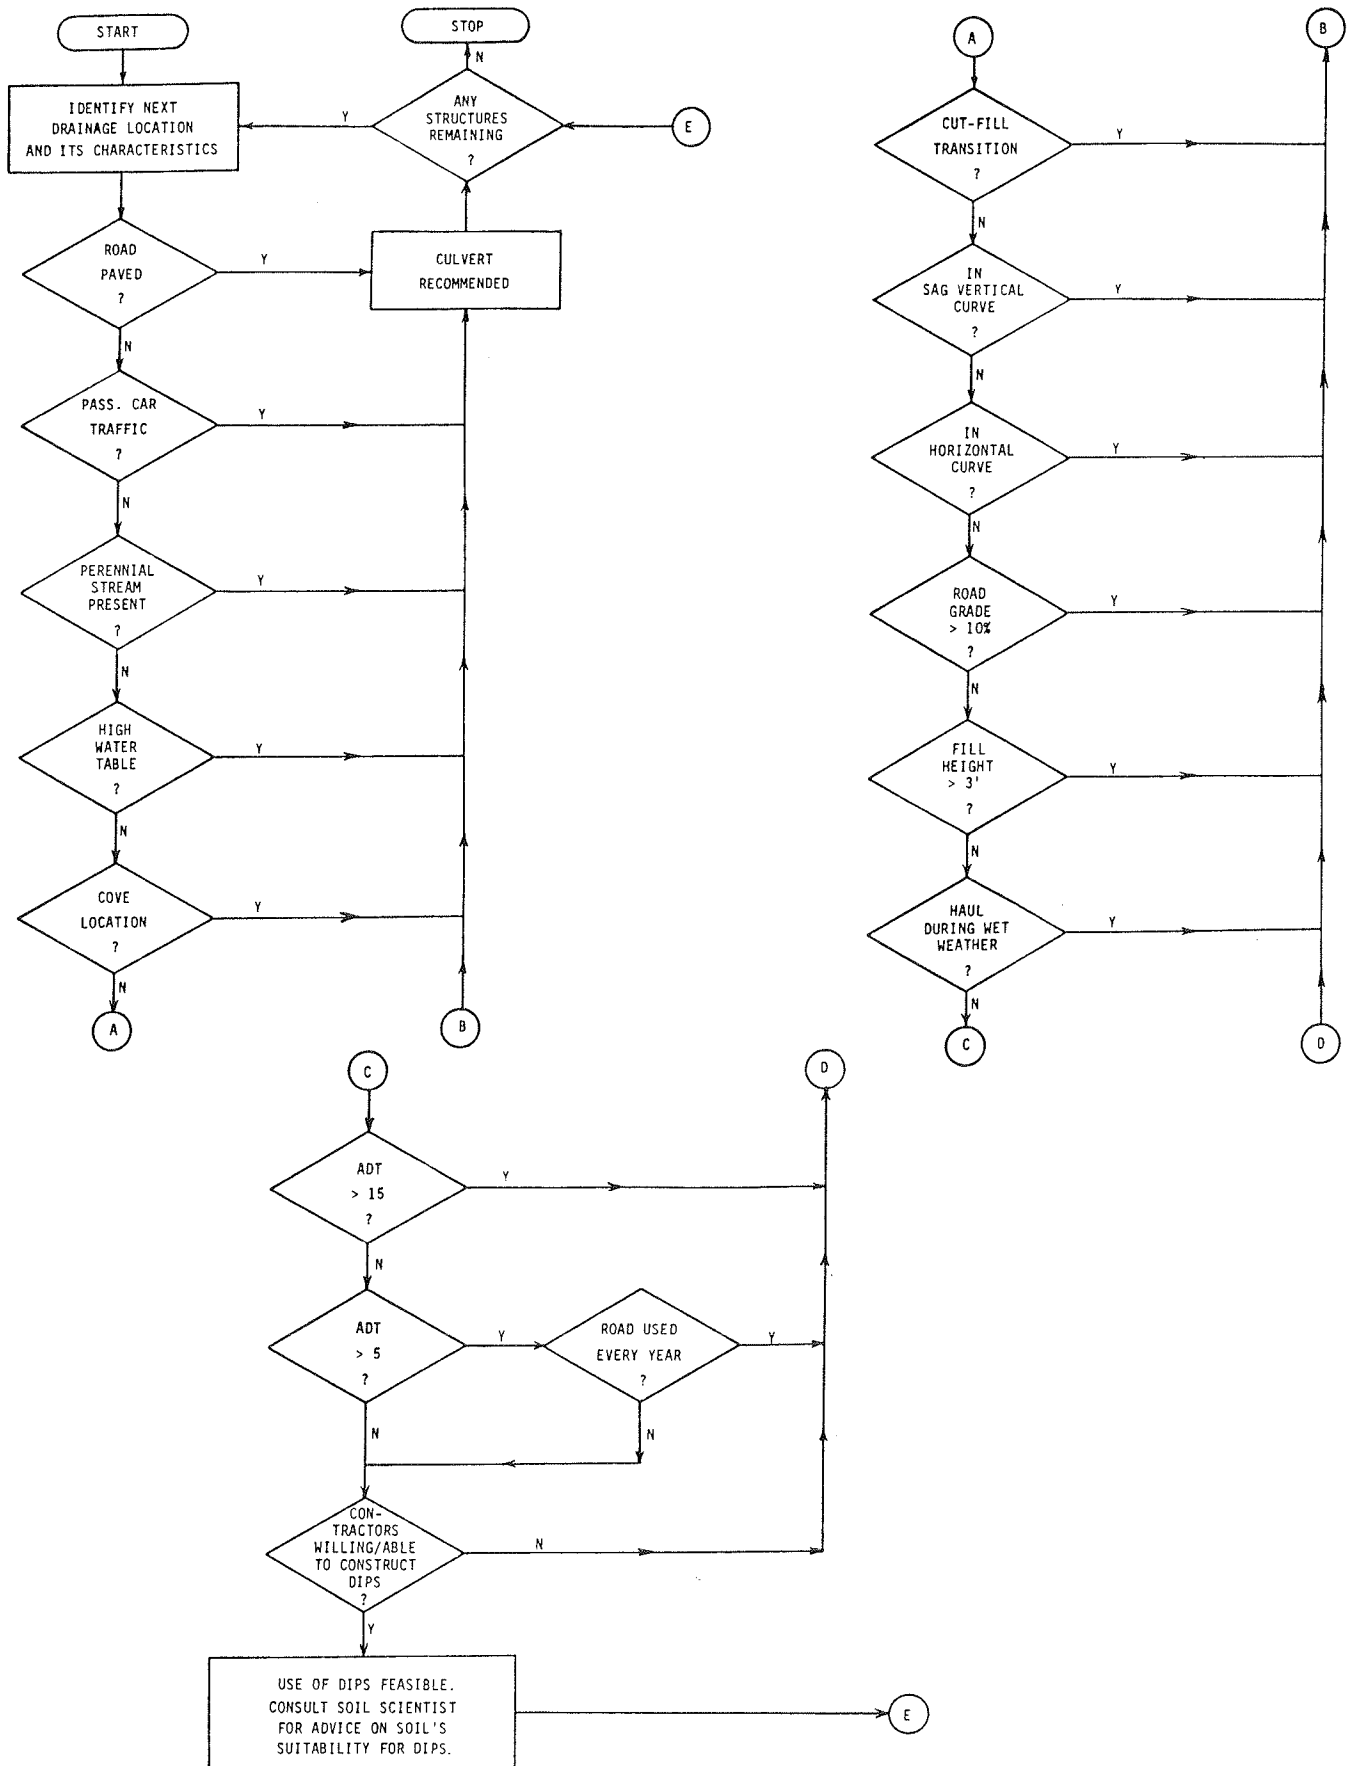 START
IDENTIFY NEXT
DRAINAGE LOCATION
AND ITS CHARACTERISTICS
ROAD
PAVED
?
Y
N
PASS. CAR
TRAFFIC
?
Y
N
PERENNIAL
STREAM
PRESENT
?
Y
N
HIGH
WATER
TABLE
?
Y
N
COVE
LOCATION
?
Y
N
A
STOP
N
ANY
STRUCTURES
REMAINING
?
Y
E
CULVERT
RECOMMENDED
B
A
B
CUT-FILL
TRANSITION
?
Y
N
IN
SAG VERTICAL
CURVE
?
Y
N
IN
HORIZONTAL
CURVE
?
Y
N
ROAD
GRADE
> 10%
?
Y
N
FILL
HEIGHT
> 3'
?
Y
N
HAUL
DURING WET
WEATHER
?
Y
N
C
D
C
D
ADT
> 15
?
Y
N
ADT
> 5
?
Y
N
ROAD USED
EVERY YEAR
?
Y
N
CON-
TRACTORS
WILLING/ABLE
TO CONSTRUCT
DIPS
?
N
Y
USE OF DIPS FEASIBLE.
CONSULT SOIL SCIENTIST
FOR ADVICE ON SOIL'S
SUITABILITY FOR DIPS.
E